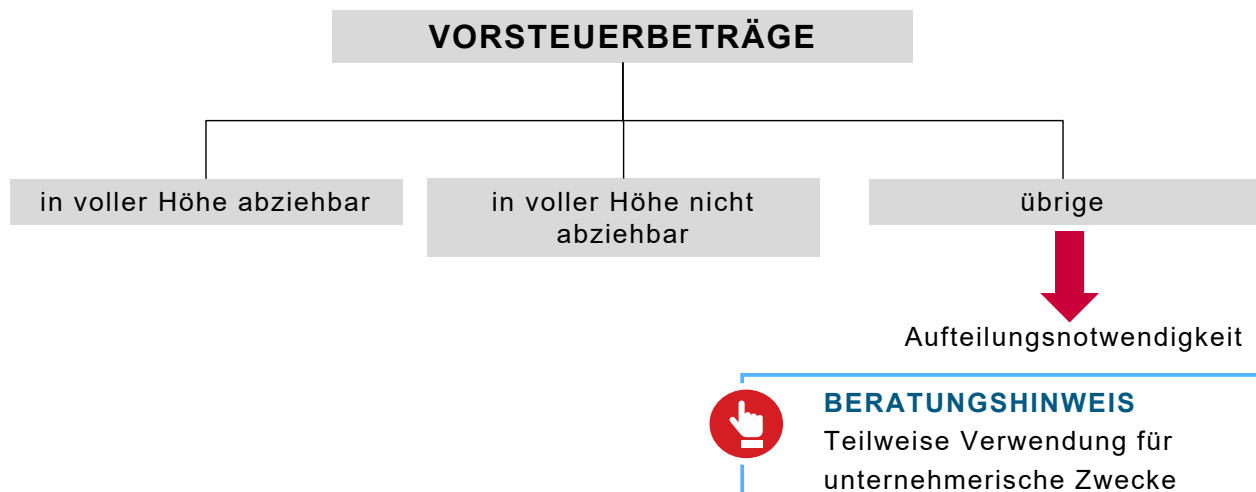 VORSTEUERBETRÄGE
in voller Höhe abziehbar
in voller Höhe nicht
abziehbar
übrige
Aufteilungsnotwendigkeit
BERATUNGSHINWEIS
Teilweise Verwendung für
unternehmerische Zwecke